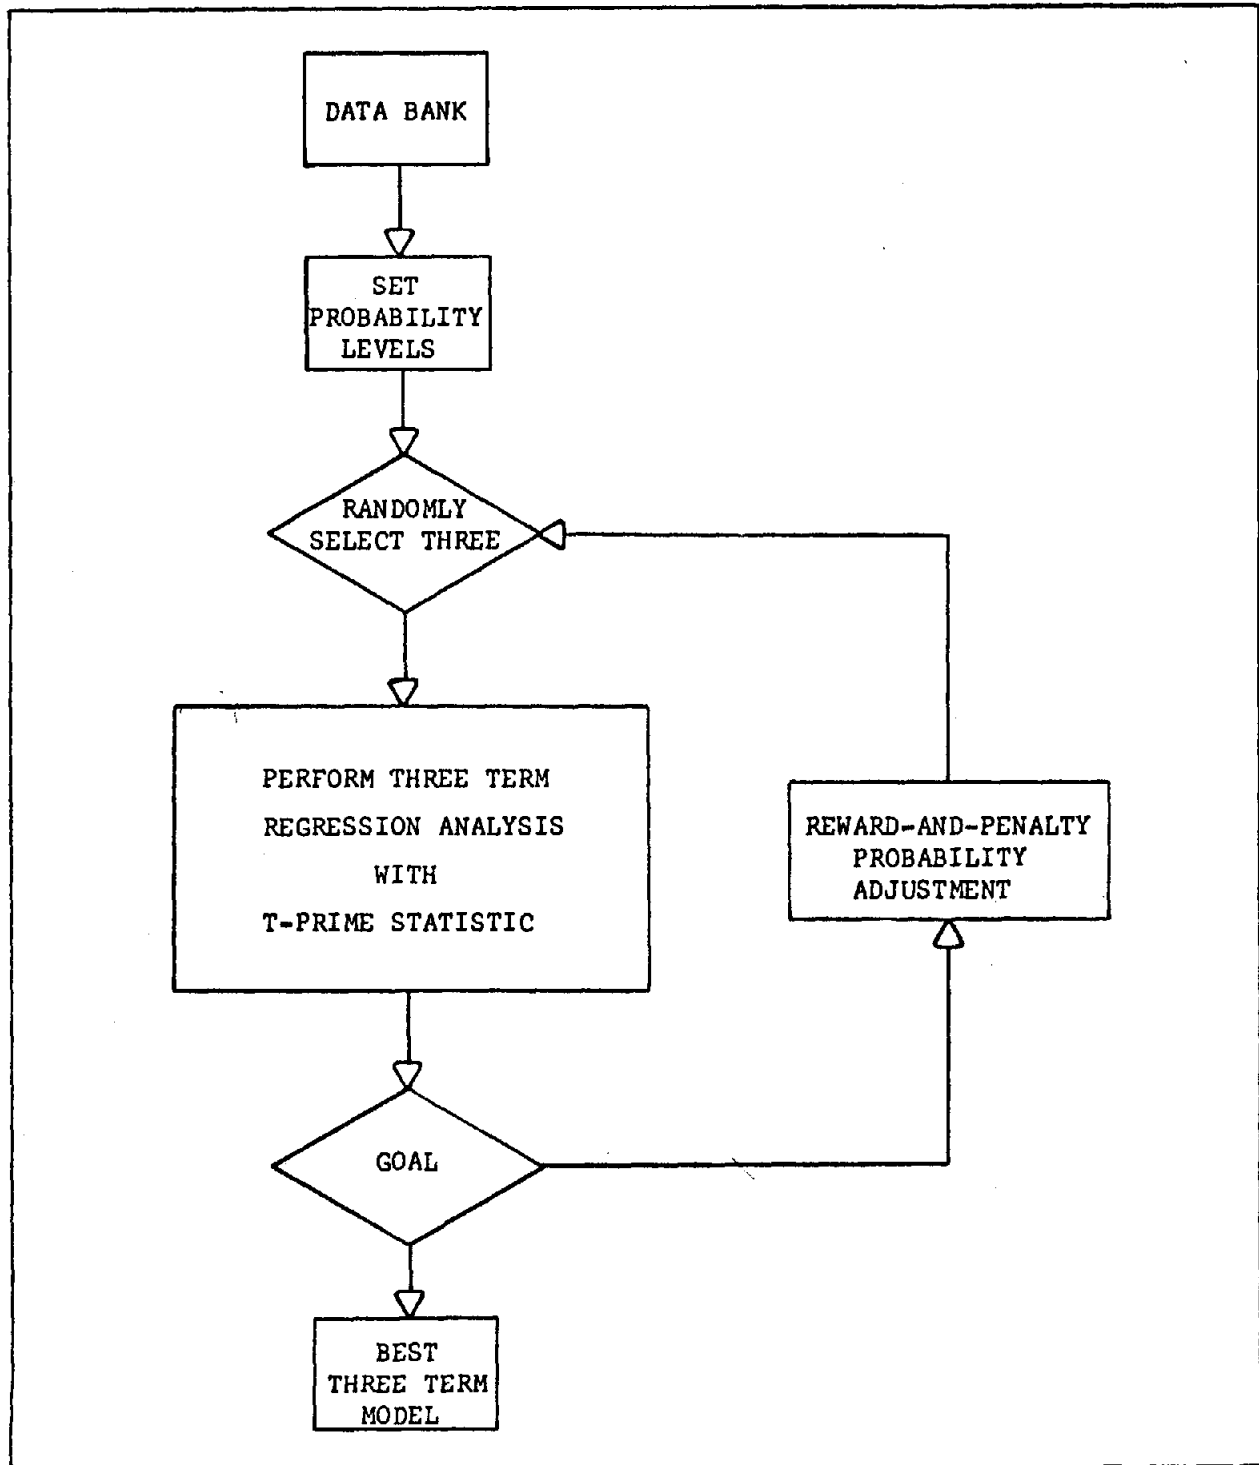 DATA BANK
SET
PROBABILITY
LEVELS
RANDOMLY
SELECT THREE
PERFORM THREE TERM
REGRESSION ANALYSIS
WITH
T-PRIME STATISTIC
REWARD-AND-PENALTY
PROBABILITY
ADJUSTMENT
GOAL
BEST
THREE TERM
MODEL